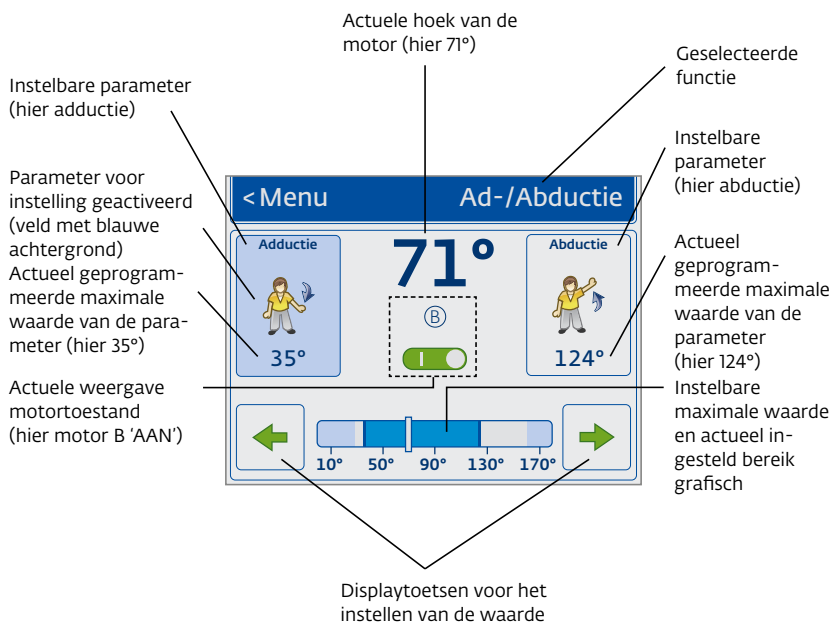 Actuele hoek van de
motor (hier 71°)
Geselecteerde
functie
Instelbare parameter
(hier adductie)
Instelbare
parameter
(hier abductie)
Parameter voor
instelling geactiveerd
(veld met blauwe
achtergrond)
Actueel geprogram-
meerde maximale
waarde van de para-
meter (hier 35°)
Actuele weergave
motortoestand
(hier motor B ‘AAN’)
<Menu
Ad-/Abductie
Adductie
35°
71°
B
Abductie
124°
10° 50° 90° 130° 170°
Actueel
geprogram-
meerde maximale
waarde van de
parameter
(hier 124°)
Instelbare
maximale waarde
en actueel in-
gesteld bereik
grafisch
Displaytoetsen voor het
instellen van de waarde